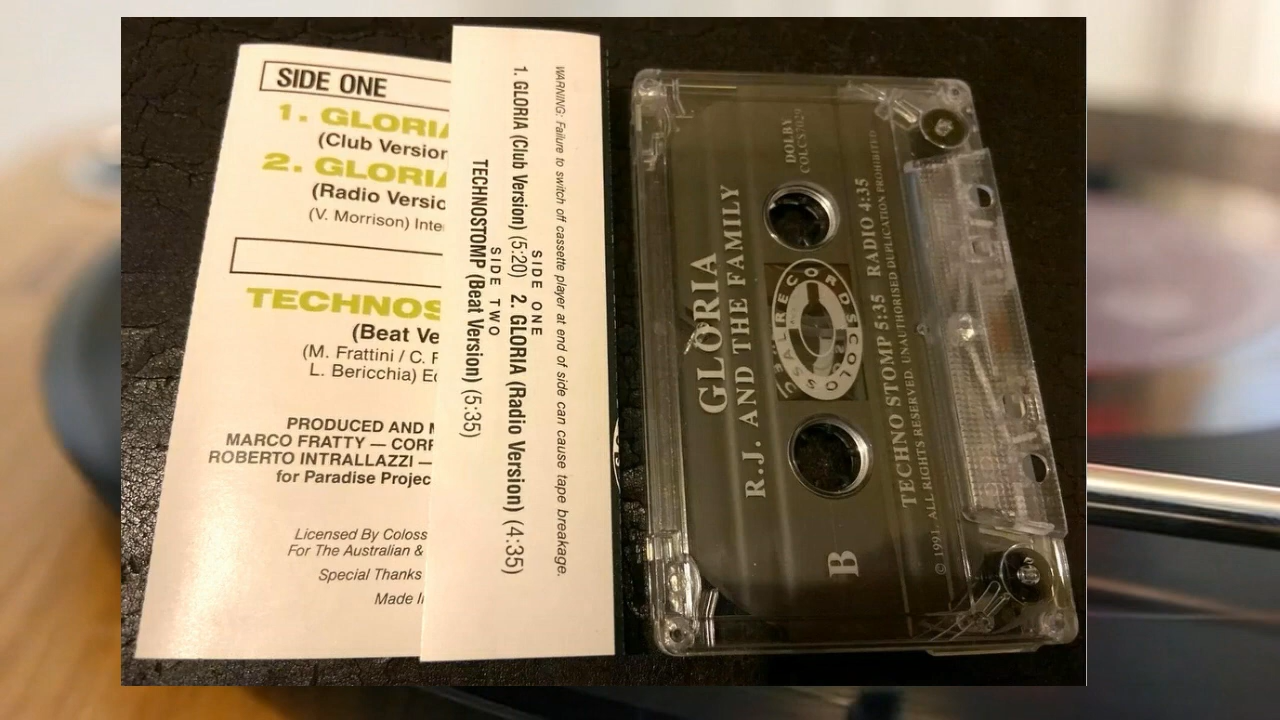 SIDE ONE
1. GLORIA
(Club Version
2. GLORIA
(Radio Versio
(V. Morrison) Inte
TECHNOS
(Beat Ve
(M. Frattini / C. F
L. Bericchia) Ed
PRODUCED AND M
MARCO FRATTY — CORR
ROBERTO INTRALLAZZI —
for Paradise Projec
Licensed By Coloss
For The Australian &
Special Thanks
Made In
WARNING: Failure to switch off cassette player at end of side can cause tape breakage.
SIDE ONE
1. GLORIA (Club Version) (5:20) 2. GLORIA (Radio Version) (4:35)
SIDE TWO
TECHNOSTOMP (Beat Version) (5:35)
GLORIA
R.J. AND THE FAMILY
DOLBY
COLCS7029
COLOSSAL RECORDS
TECHNO STOMP 5:35 RADIO 4:35
© 1991. ALL RIGHTS RESERVED. UNAUTHORISED DUPLICATION PROHIBITED
B